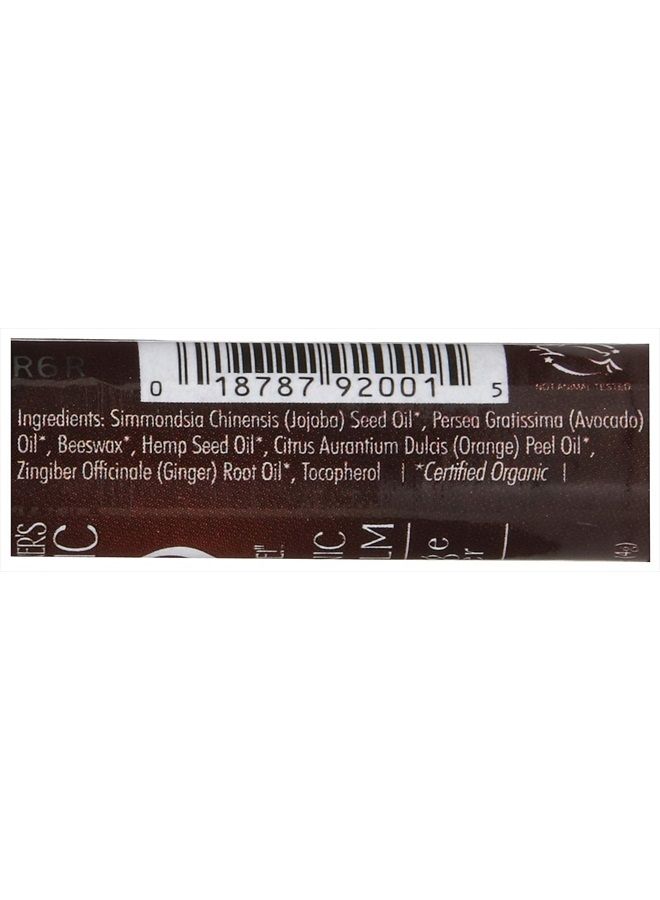 R6R
0 18787 92001 5
NOT ANIMAL TESTED
Ingredients: Simmondsia Chinensis (Jojoba) Seed Oil*, Persea Gratissima (Avocado)
Oil*, Beeswax*, Hemp Seed Oil*, Citrus Aurantium Dulcis (Orange) Peel Oil*,
Zingiber Officinale (Ginger) Root Oil*, Tocopherol | *Certified Organic |